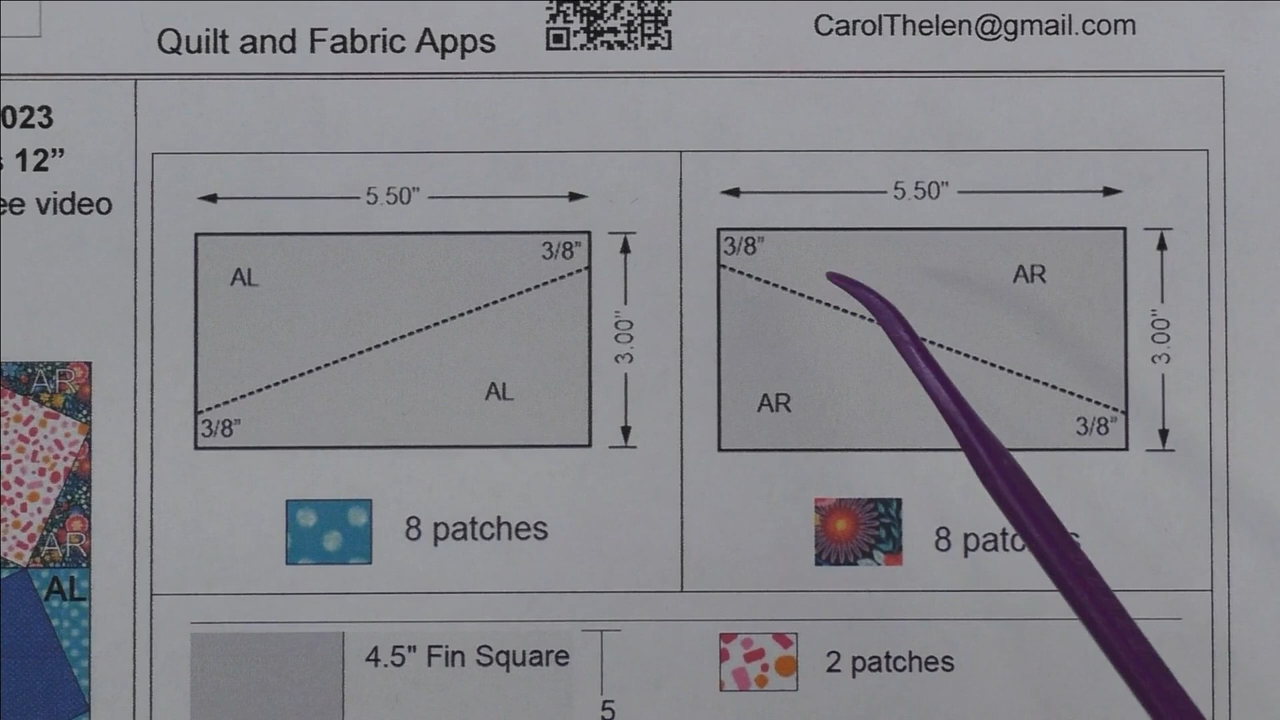 Quilt and Fabric Apps
CarolThelen@gmail.com
023
12”
ee video
5.50"
5.50"
AL
3/8"
3/8"
AR
3.00"
3.00"
AL
AR
3/8"
3/8"
8 patches
8
AR
AR
AL
4.5" Fin Square
2 patches
5